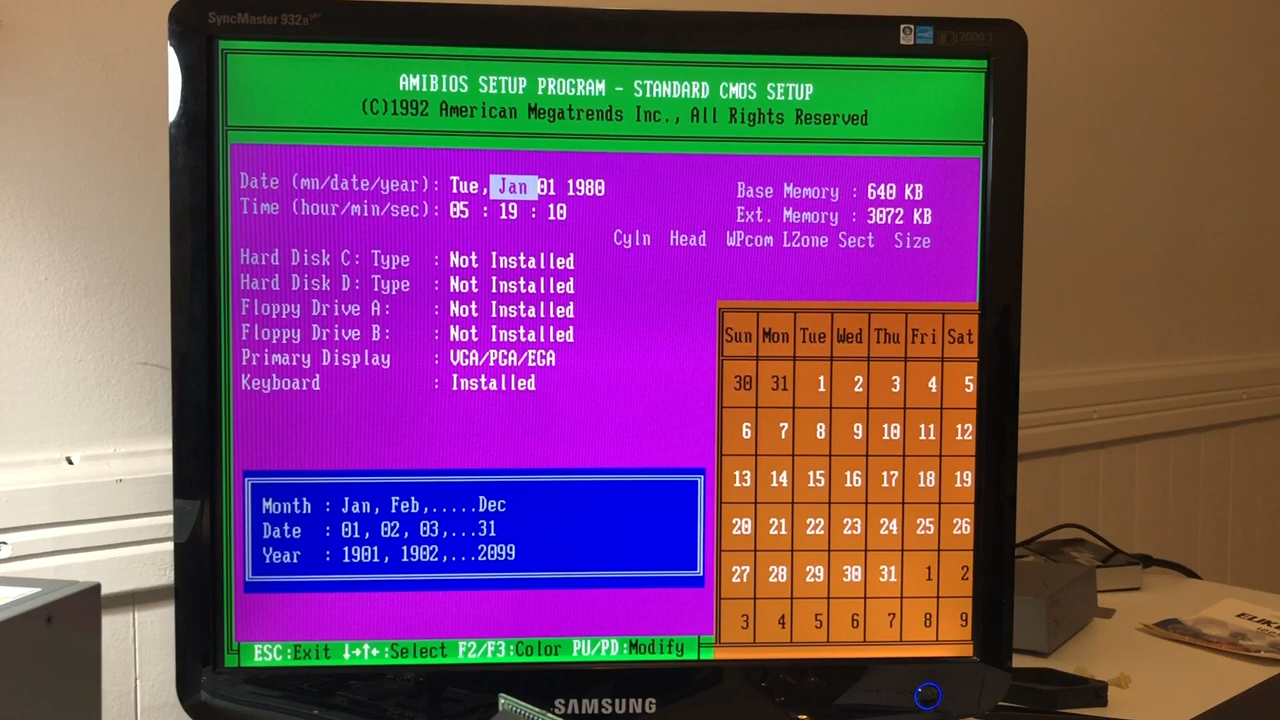 SyncMaster 932e
2000:1
AMIBIOS SETUP PROGRAM - STANDARD CMOS SETUP
(C)1992 American Megatrends Inc., All Rights Reserved
Date (mn/date/year): Tue, Jan 01 1980
Base Memory : 640 KB
Time (hour/min/sec): 05 : 19 : 10
Ext. Memory : 3072 KB
Cyln Head WPcom LZone Sect Size
Hard Disk C: Type : Not Installed
Hard Disk D: Type : Not Installed
Floppy Drive A: : Not Installed
Floppy Drive B: : Not Installed
Primary Display : VGA/PGA/EGA
Keyboard : Installed
Sun Mon Tue Wed Thu Fri Sat
30 31 1 2 3 4 5
6 7 8 9 10 11 12
13 14 15 16 17 18 19
20 21 22 23 24 25 26
27 28 29 30 31 1 2
3 4 5 6 7 8 9
Month : Jan, Feb,.....Dec
Date : 01, 02, 03,...31
Year : 1901, 1902,...2099
ESC:Exit ↓→↑←:Select F2/F3:Color PU/PD:Modify
SAMSUNG